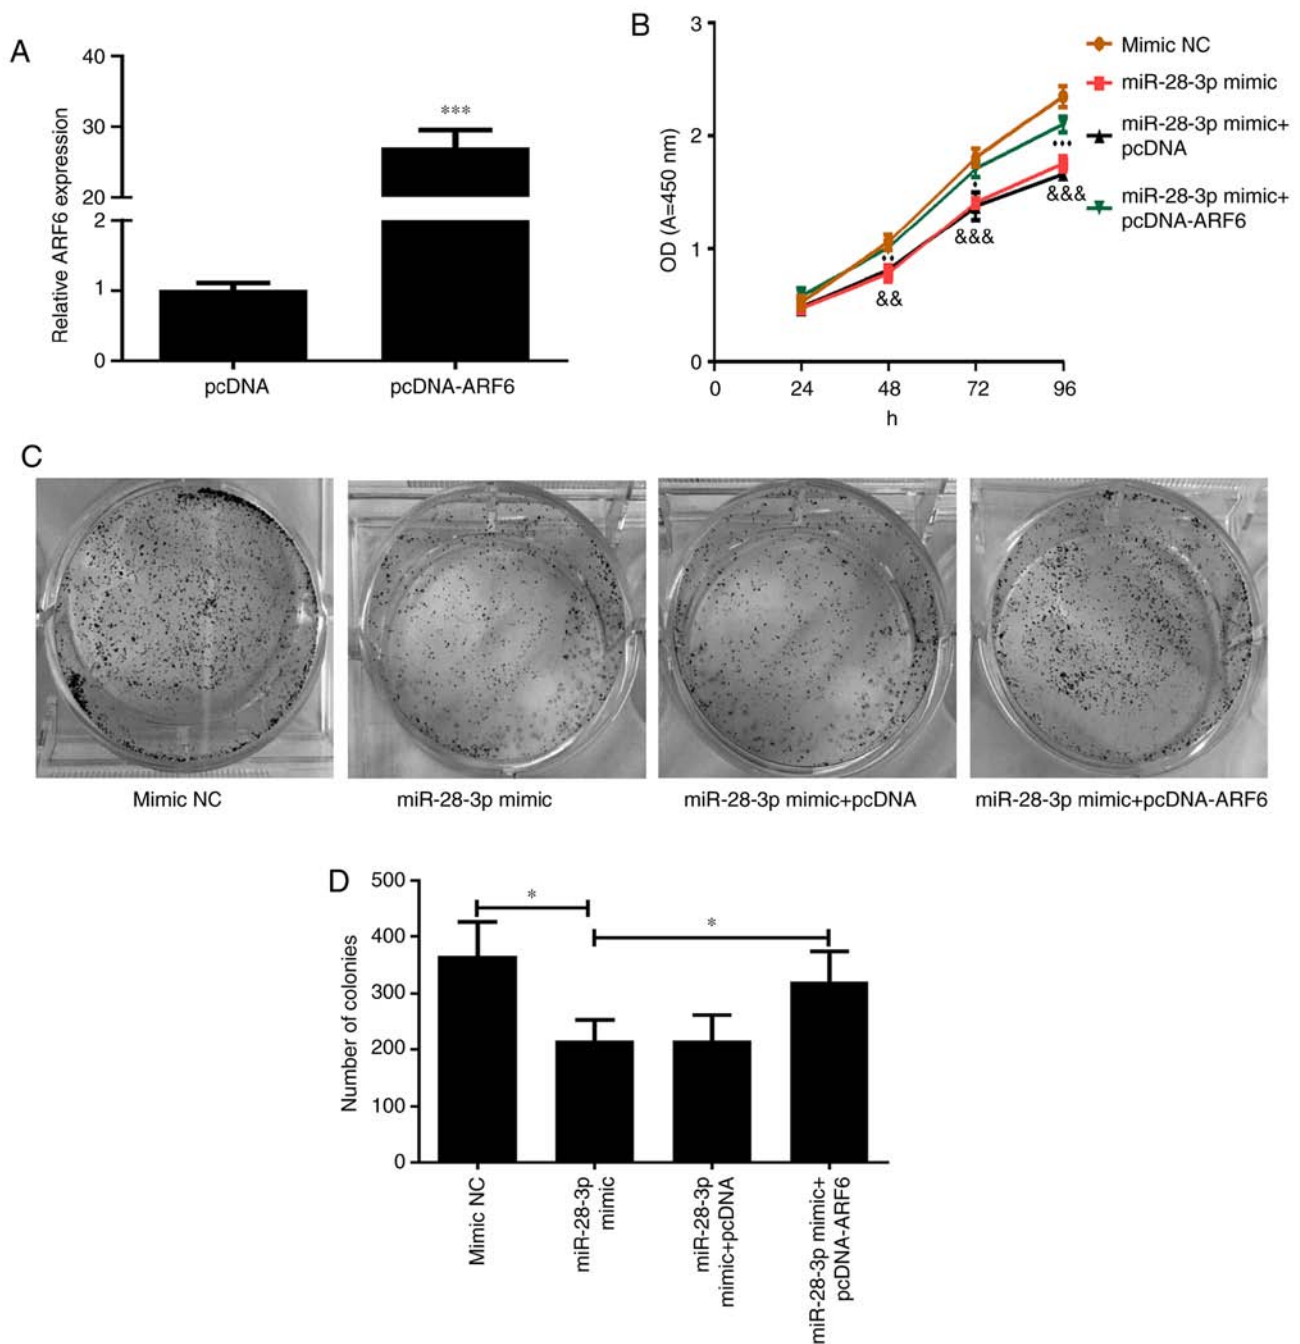 A
Relative ARF6 expression
40
30
20
2
1
0
***
pcDNA
pcDNA-ARF6
B
OD (A=450 nm)
3
2
1
0
0
24
48
72
96
h
&&
&&&
&&&
Mimic NC
miR-28-3p mimic
miR-28-3p mimic+
pcDNA
miR-28-3p mimic+
pcDNA-ARF6
C
Mimic NC
miR-28-3p mimic
miR-28-3p mimic+pcDNA
miR-28-3p mimic+pcDNA-ARF6
D
Number of colonies
500
400
300
200
100
0
*
*
Mimic NC
miR-28-3p
mimic
miR-28-3p
mimic+pcDNA
miR-28-3p mimic+
pcDNA-ARF6